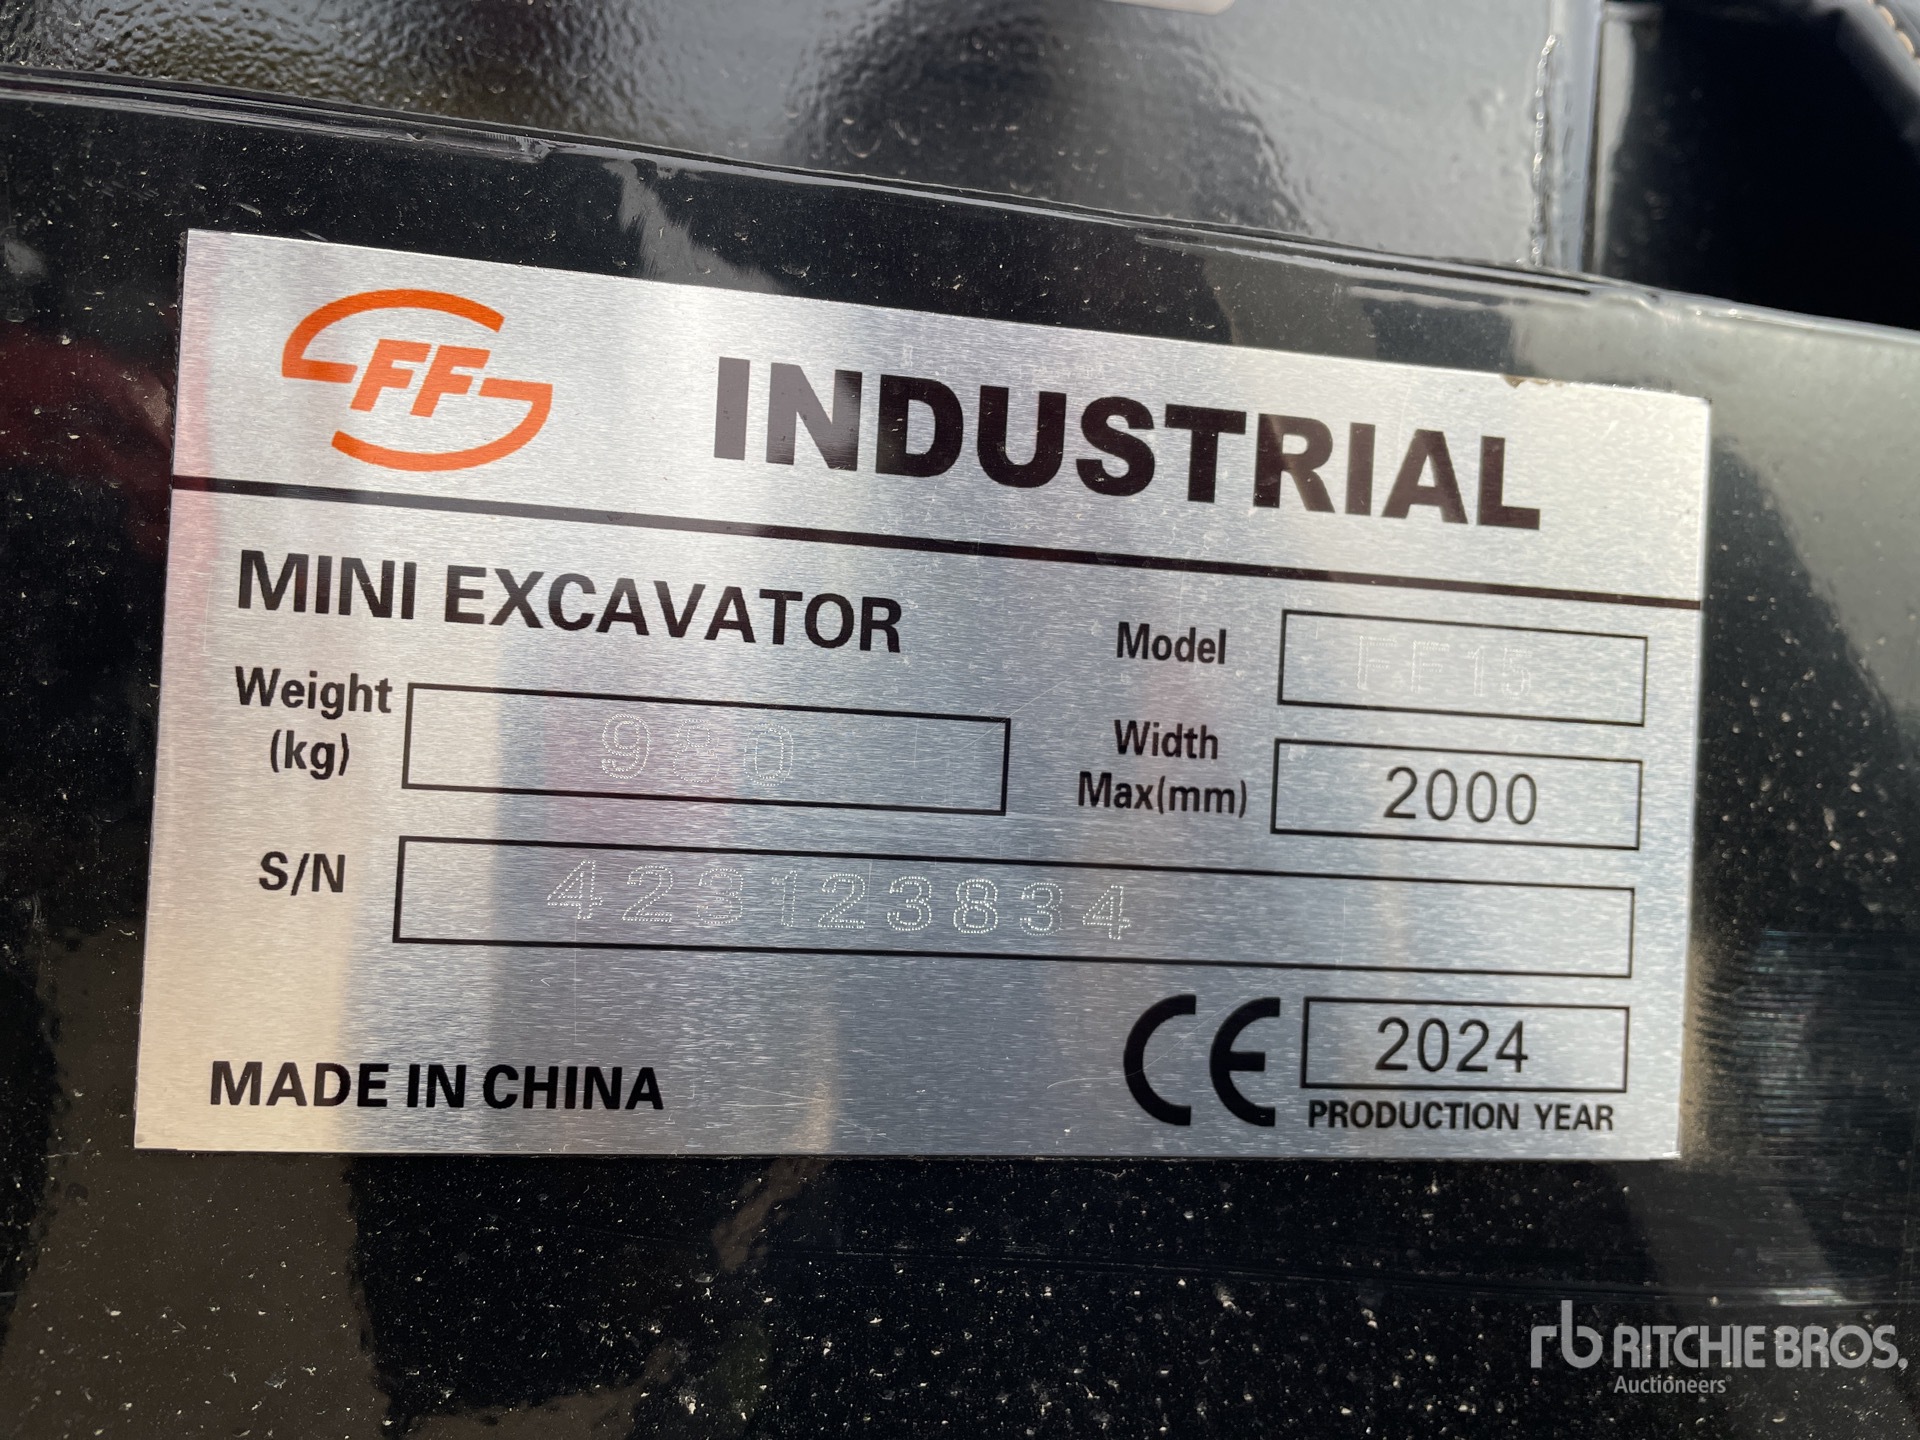 FF INDUSTRIAL
MINI EXCAVATOR
Model FF15
Weight (kg) 980
Width Max(mm) 2000
S/N 423123834
MADE IN CHINA
CE 2024
PRODUCTION YEAR
rb RITCHIE BROS.
Auctioneers